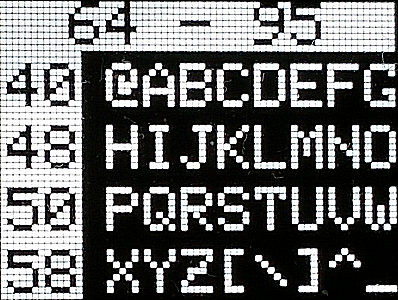 64 - 95
40 @ABCDEFG
48 HIJKLMNO
50 PQRSTUVW
58 XYZ[\]^_